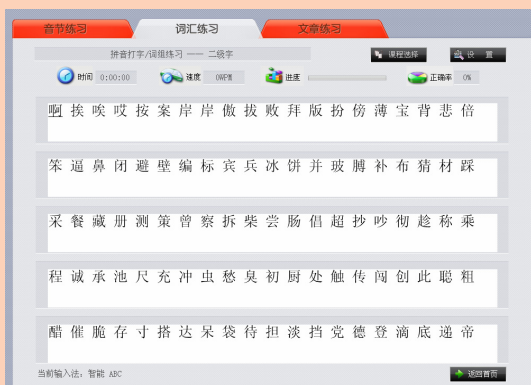 音节练习 词汇练习 文章练习
拼音打字/词组练习 —— 二级字 课程选择 设 置
时间 0:00:00 速度 0WPM 进度 正确率 0%
啊 挨 唉 哎 按 案 岸 岸 傲 拔 败 拜 版 扮 傍 薄 宝 背 悲 倍
笨 逼 鼻 闭 避 壁 编 标 宾 兵 冰 饼 并 玻 膊 补 布 猜 材 踩
采 餐 藏 册 测 策 曾 察 拆 柴 尝 肠 倡 超 抄 吵 彻 趁 称 乘
程 诚 承 池 尺 充 冲 虫 愁 臭 初 厨 处 触 传 闯 创 此 聪 粗
醋 催 脆 存 寸 搭 达 呆 袋 待 担 淡 挡 党 德 登 滴 底 递 帝
当前输入法: 智能 ABC 返回首页